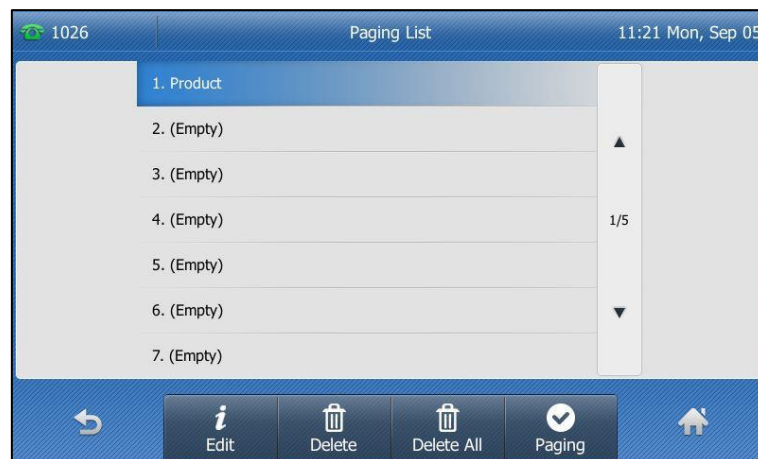 1026 Paging List 11:21 Mon, Sep 05
1. Product
2. (Empty)
3. (Empty)
4. (Empty)
1/5
5. (Empty)
6. (Empty)
7. (Empty)
Edit Delete Delete All Paging